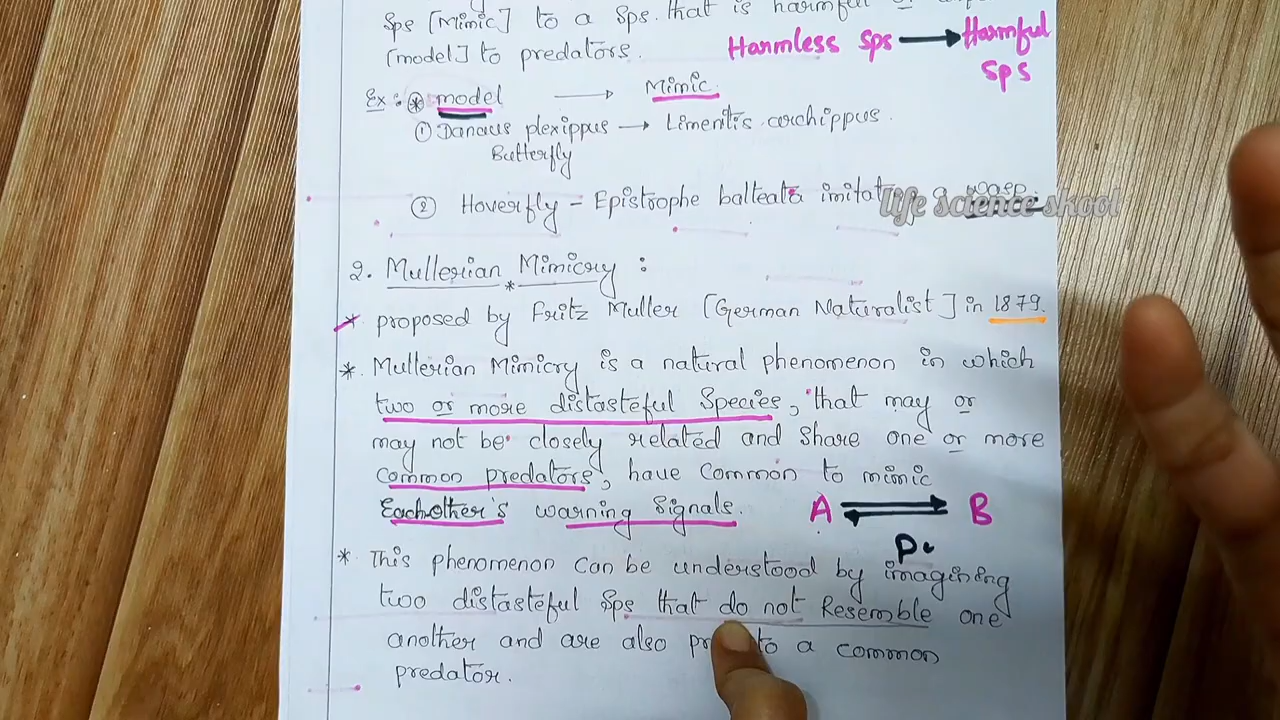 Sps [Mimic] to a Sps. that is harmful
[model] to predators.
Harmless sps → Harmful
sps
Ex: * model → Mimic
① Danaus plexippus → Limenitis archippus.
Butterfly
② Hoverfly - Epistrophe balteata a wasp.
life science skool
2. Mullerian Mimicry :
* proposed by Fritz Muller [German Naturalist] in 1879.
* Mullerian Mimicry is a natural phenomenon in which
two or more distasteful Species, that may or
may not be closely related and share one or more
common predators, have common to mimic
Eachother's warning signals.
A B
P
* This phenomenon can be understood by imagining
two distasteful sps that do not Resemble one
another and are also to a common
predator.